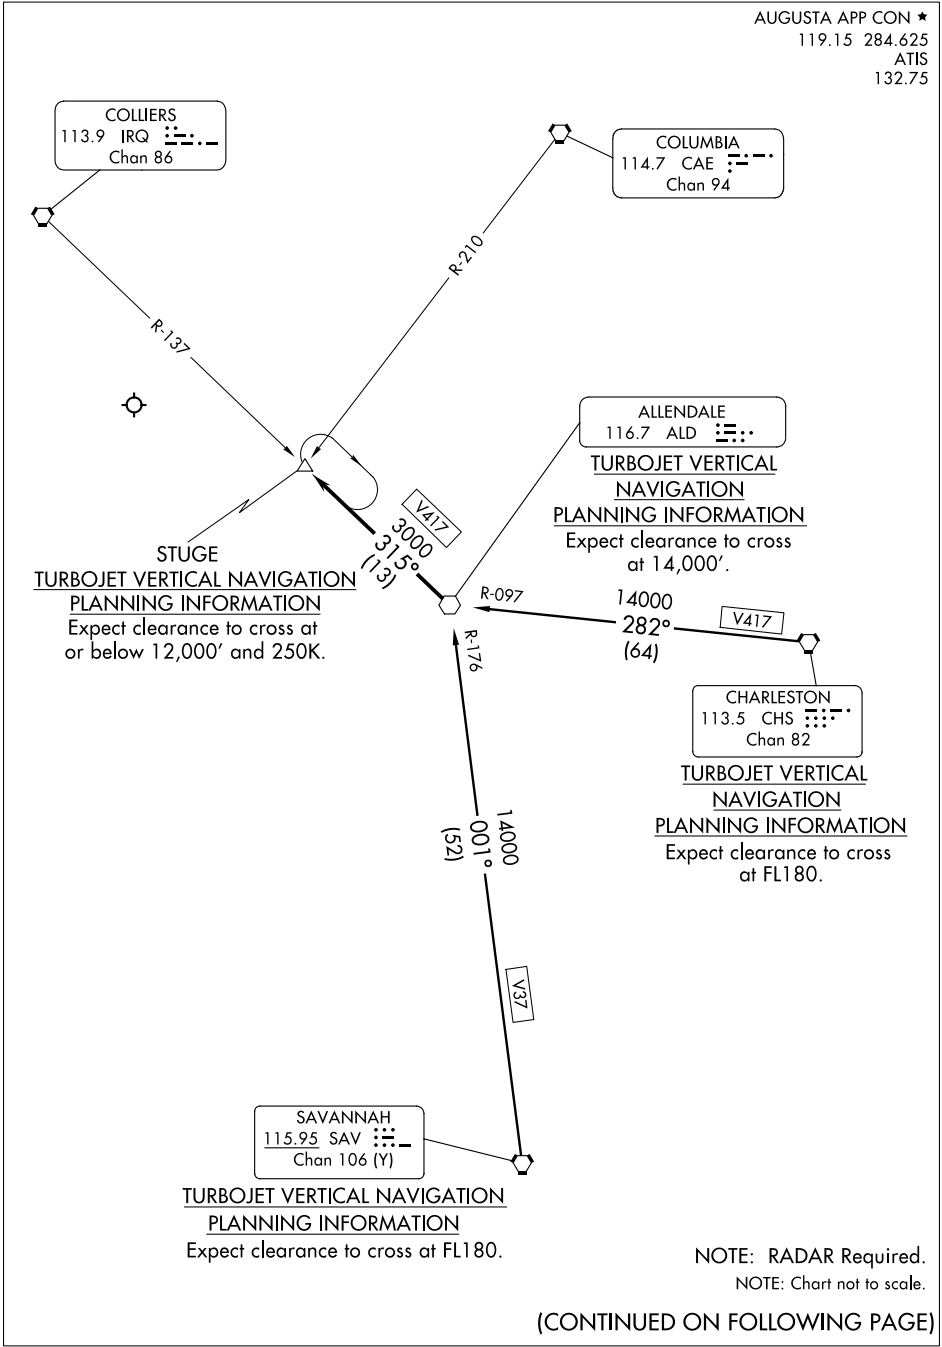 AUGUSTA APP CON ★
119.15 284.625
ATIS
132.75
COLLIERS
113.9 IRQ
Chan 86
COLUMBIA
114.7 CAE
Chan 94
R-210
R-137
ALLENDALE
116.7 ALD
TURBOJET VERTICAL
NAVIGATION
PLANNING INFORMATION
Expect clearance to cross
at 14,000′.
V417
3000
315°
(13)
STUGE
TURBOJET VERTICAL NAVIGATION
PLANNING INFORMATION
Expect clearance to cross at
or below 12,000′ and 250K.
R-097
14000
282°
(64)
V417
R-176
CHARLESTON
113.5 CHS
Chan 82
TURBOJET VERTICAL
NAVIGATION
PLANNING INFORMATION
Expect clearance to cross
at FL180.
14000
001°
(52)
V37
SAVANNAH
115.95 SAV
Chan 106 (Y)
TURBOJET VERTICAL NAVIGATION
PLANNING INFORMATION
Expect clearance to cross at FL180.
NOTE: RADAR Required.
NOTE: Chart not to scale.
(CONTINUED ON FOLLOWING PAGE)